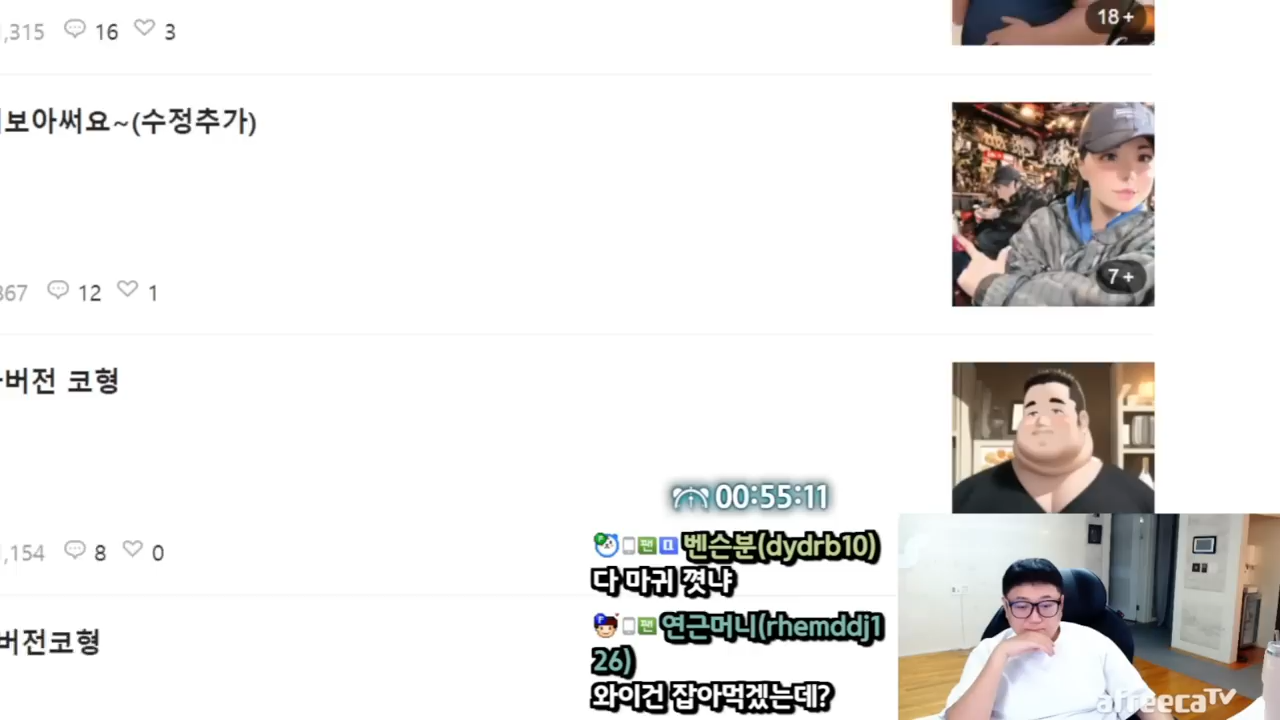 ,315 16 3
18+
보아써요~(수정추가)
7+
367 12 1
버전 코형
00:55:11
벤슨분(dydrb10)
다 마귀 꼇냐
,154 8 0
연근머니(rhemddj1
26)
버전코형
와이건 잡아먹겠는데?
afreecaTV